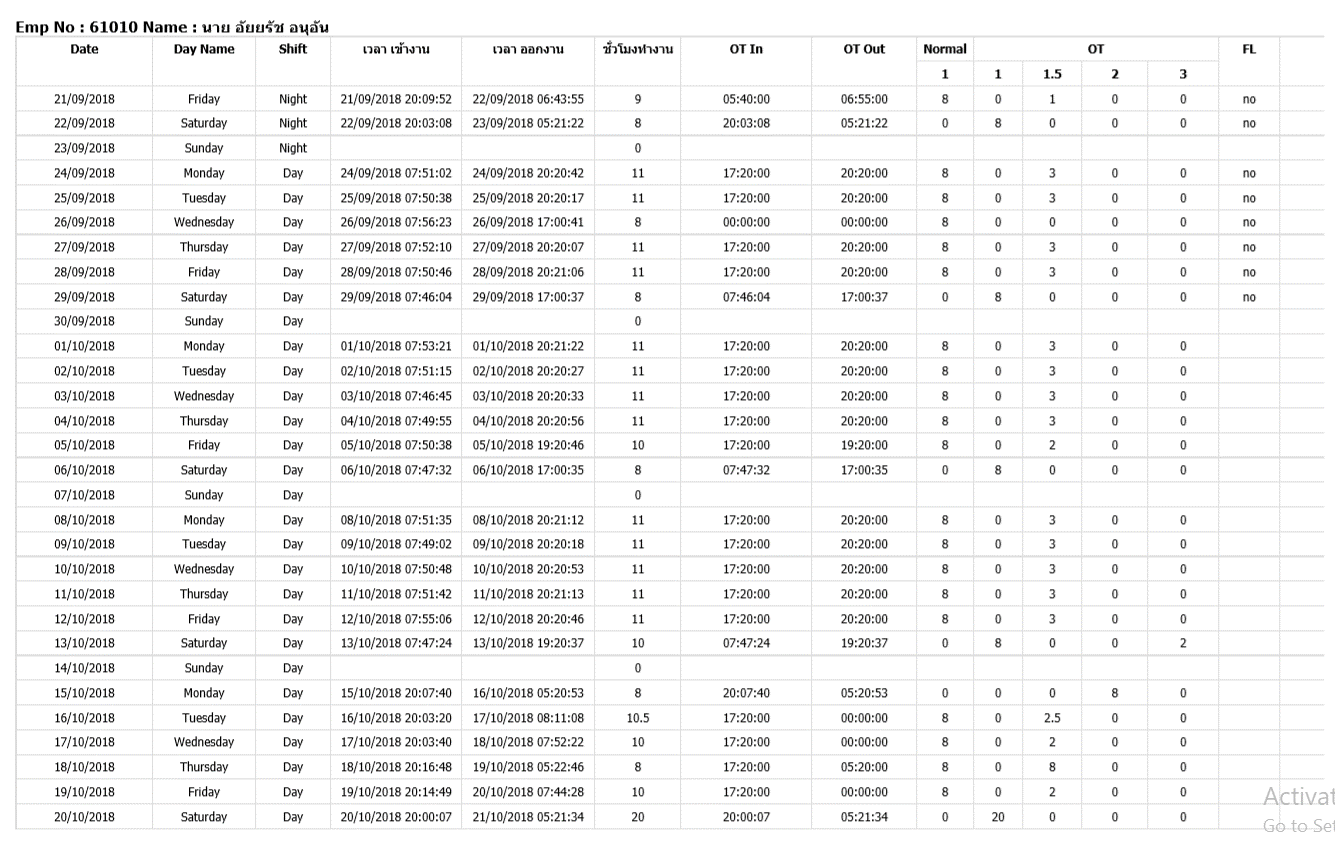 Emp No : 61010 Name : นาย อัยยรัช อนุอัน
Date Day Name Shift เวลา เข้างาน เวลา ออกงาน ชั่วโมงทำงาน OT In OT Out Normal OT FL
1 1 1.5 2 3
21/09/2018 Friday Night 21/09/2018 20:09:52 22/09/2018 06:43:55 9 05:40:00 06:55:00 8 0 1 0 0 no
22/09/2018 Saturday Night 22/09/2018 20:03:08 23/09/2018 05:21:22 8 20:03:08 05:21:22 0 8 0 0 0 no
23/09/2018 Sunday Night 0
24/09/2018 Monday Day 24/09/2018 07:51:02 24/09/2018 20:20:42 11 17:20:00 20:20:00 8 0 3 0 0 no
25/09/2018 Tuesday Day 25/09/2018 07:50:38 25/09/2018 20:20:17 11 17:20:00 20:20:00 8 0 3 0 0 no
26/09/2018 Wednesday Day 26/09/2018 07:56:23 26/09/2018 17:00:41 8 00:00:00 00:00:00 8 0 0 0 0 no
27/09/2018 Thursday Day 27/09/2018 07:52:10 27/09/2018 20:20:07 11 17:20:00 20:20:00 8 0 3 0 0 no
28/09/2018 Friday Day 28/09/2018 07:50:46 28/09/2018 20:21:06 11 17:20:00 20:20:00 8 0 3 0 0 no
29/09/2018 Saturday Day 29/09/2018 07:46:04 29/09/2018 17:00:37 8 07:46:04 17:00:37 0 8 0 0 0 no
30/09/2018 Sunday Day 0
01/10/2018 Monday Day 01/10/2018 07:53:21 01/10/2018 20:21:22 11 17:20:00 20:20:00 8 0 3 0 0
02/10/2018 Tuesday Day 02/10/2018 07:51:15 02/10/2018 20:20:27 11 17:20:00 20:20:00 8 0 3 0 0
03/10/2018 Wednesday Day 03/10/2018 07:46:45 03/10/2018 20:20:33 11 17:20:00 20:20:00 8 0 3 0 0
04/10/2018 Thursday Day 04/10/2018 07:49:55 04/10/2018 20:20:56 11 17:20:00 20:20:00 8 0 3 0 0
05/10/2018 Friday Day 05/10/2018 07:50:38 05/10/2018 19:20:46 10 17:20:00 19:20:00 8 0 2 0 0
06/10/2018 Saturday Day 06/10/2018 07:47:32 06/10/2018 17:00:35 8 07:47:32 17:00:35 0 8 0 0 0
07/10/2018 Sunday Day 0
08/10/2018 Monday Day 08/10/2018 07:51:35 08/10/2018 20:21:12 11 17:20:00 20:20:00 8 0 3 0 0
09/10/2018 Tuesday Day 09/10/2018 07:49:02 09/10/2018 20:20:18 11 17:20:00 20:20:00 8 0 3 0 0
10/10/2018 Wednesday Day 10/10/2018 07:50:48 10/10/2018 20:20:53 11 17:20:00 20:20:00 8 0 3 0 0
11/10/2018 Thursday Day 11/10/2018 07:51:42 11/10/2018 20:21:13 11 17:20:00 20:20:00 8 0 3 0 0
12/10/2018 Friday Day 12/10/2018 07:55:06 12/10/2018 20:20:46 11 17:20:00 20:20:00 8 0 3 0 0
13/10/2018 Saturday Day 13/10/2018 07:47:24 13/10/2018 19:20:37 10 07:47:24 19:20:37 0 8 0 0 2
14/10/2018 Sunday Day 0
15/10/2018 Monday Day 15/10/2018 20:07:40 16/10/2018 05:20:53 8 20:07:40 05:20:53 0 0 0 8 0
16/10/2018 Tuesday Day 16/10/2018 20:03:20 17/10/2018 08:11:08 10.5 17:20:00 00:00:00 8 0 2.5 0 0
17/10/2018 Wednesday Day 17/10/2018 20:03:40 18/10/2018 07:52:22 10 17:20:00 00:00:00 8 0 2 0 0
18/10/2018 Thursday Day 18/10/2018 20:16:48 19/10/2018 05:22:46 8 17:20:00 05:20:00 8 0 8 0 0
19/10/2018 Friday Day 19/10/2018 20:14:49 20/10/2018 07:44:28 10 17:20:00 00:00:00 8 0 2 0 0
20/10/2018 Saturday Day 20/10/2018 20:00:07 21/10/2018 05:21:34 20 20:00:07 05:21:34 0 20 0 0 0
Activat
Go to Set